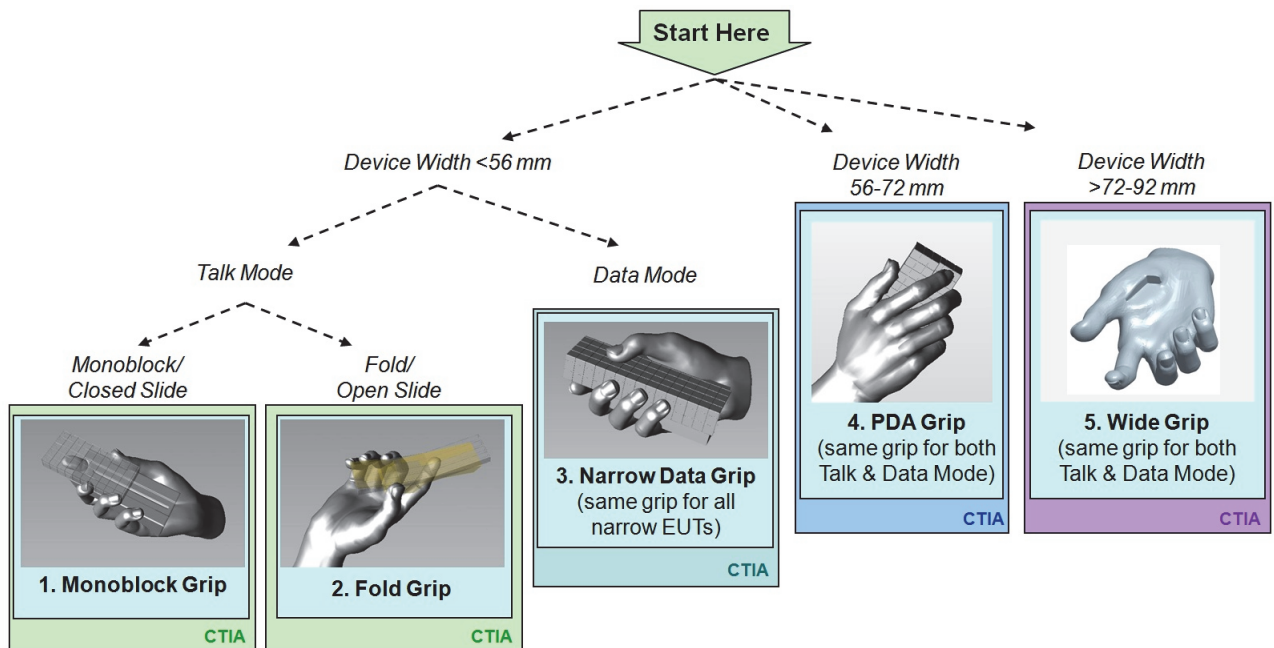 Start Here
Device Width <56 mm
Device Width
56-72 mm
Device Width
>72-92 mm
Talk Mode
Data Mode
Monoblock/
Closed Slide
Fold/
Open Slide
1. Monoblock Grip
CTIA
2. Fold Grip
CTIA
3. Narrow Data Grip
(same grip for all
narrow EUTs)
CTIA
4. PDA Grip
(same grip for both
Talk & Data Mode)
CTIA
5. Wide Grip
(same grip for both
Talk & Data Mode)
CTIA